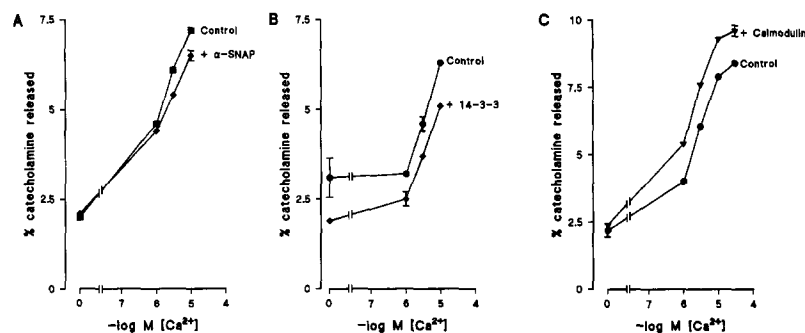 A
% catecholamine released
7.5
5
2.5
0
0 7 6 5 4
-log M [Ca²⁺]
Control
+ α-SNAP
B
% catecholamine released
7.5
5
2.5
0
0 7 6 5 4
-log M [Ca²⁺]
Control
+ 14-3-3
C
% catecholamine released
10
7.5
5
2.5
0
0 7 6 5 4
-log M [Ca²⁺]
+ Calmodulin
Control